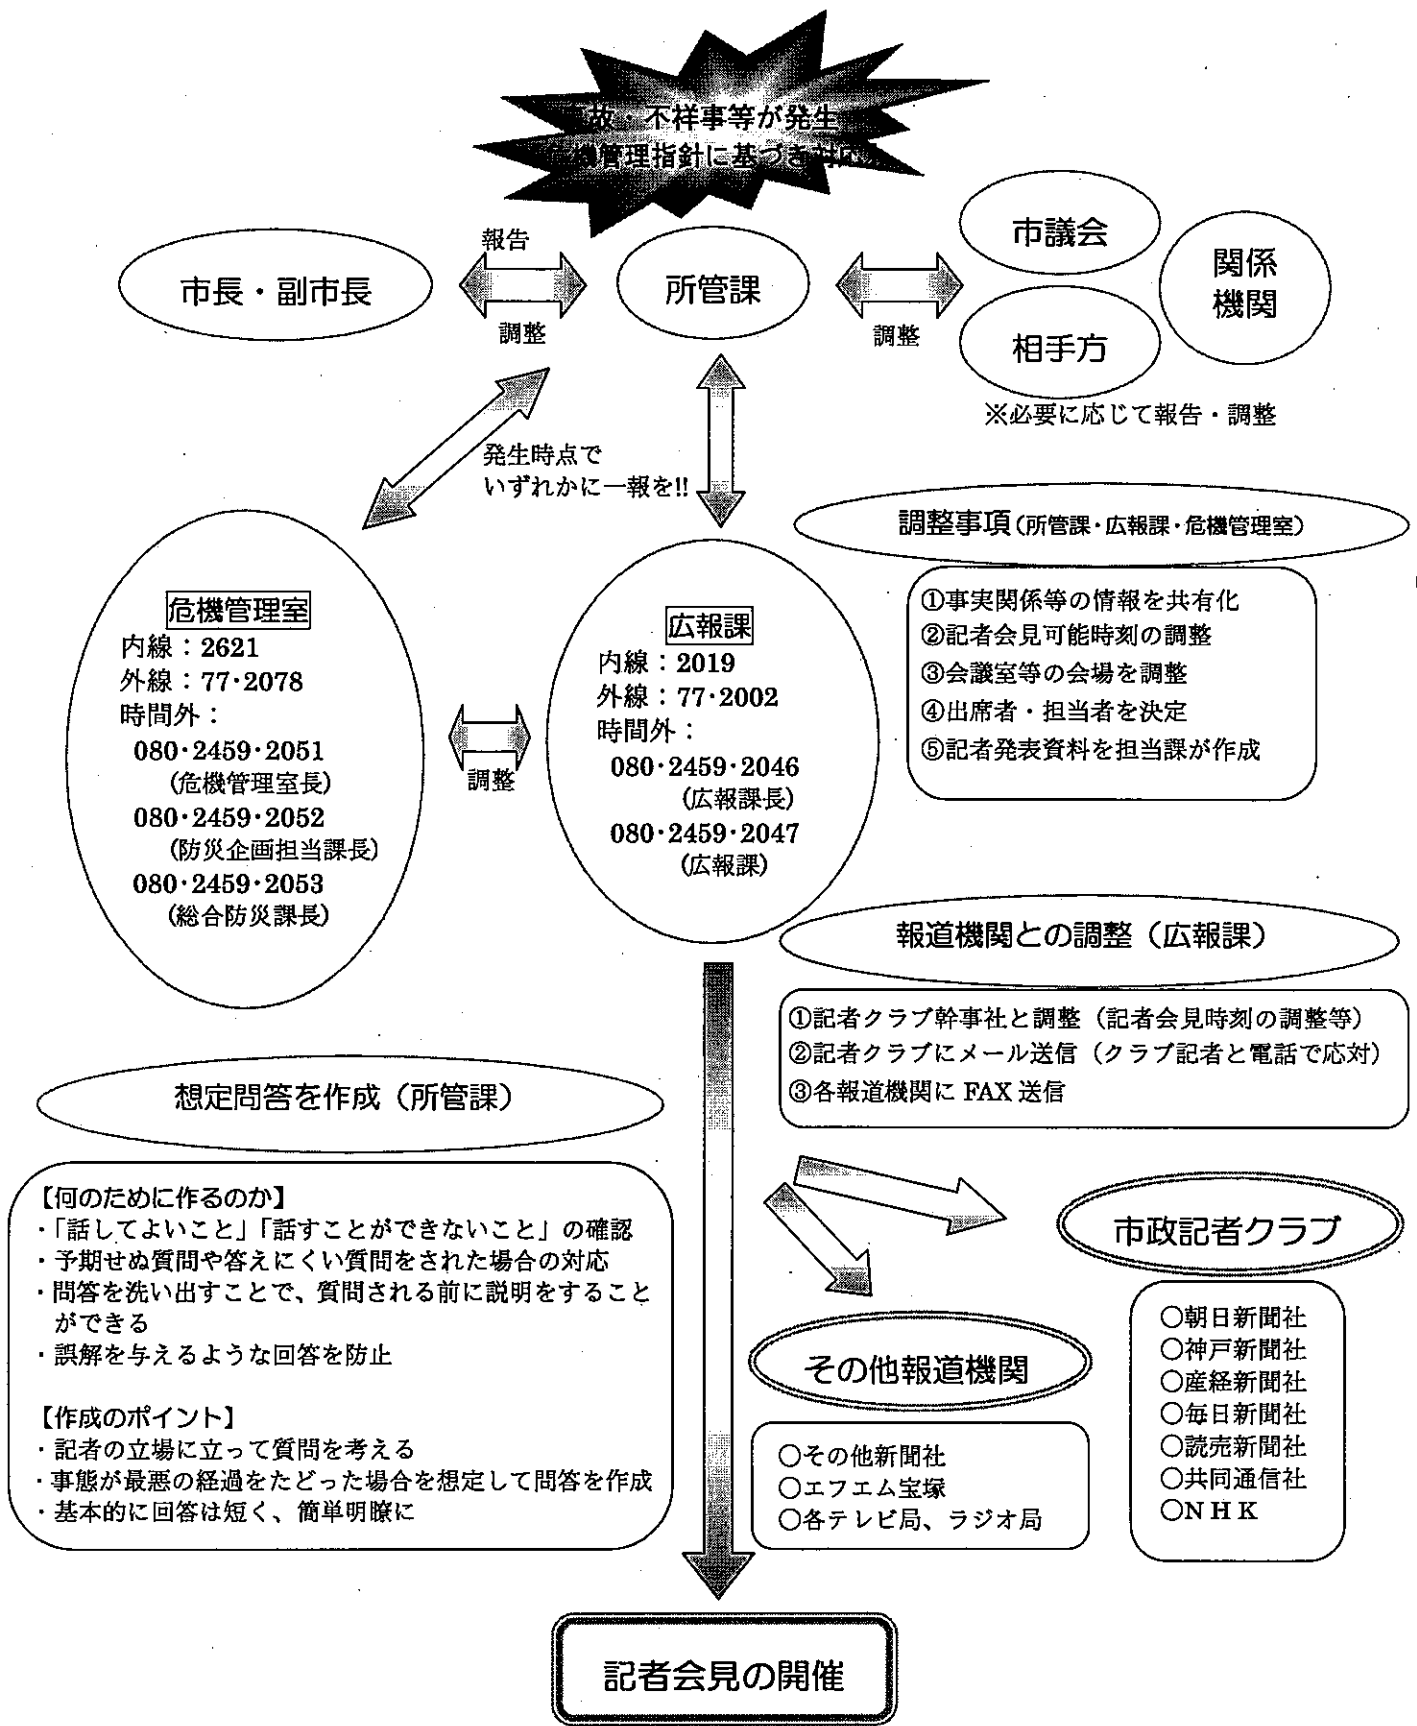 故・不祥事等が発生
機管理指針に基づき対応
市長・副市長
報告
調整
所管課
調整
市議会
相手方
関係
機関
※必要に応じて報告・調整
発生時点で
いずれかに一報を!!
危機管理室
内線：2621
外線：77･2078
時間外：
080･2459･2051
(危機管理室長)
080･2459･2052
(防災企画担当課長)
080･2459･2053
(総合防災課長)
調整
広報課
内線：2019
外線：77･2002
時間外：
080･2459･2046
(広報課長)
080･2459･2047
(広報課)
調整事項(所管課・広報課・危機管理室)
①事実関係等の情報を共有化
②記者会見可能時刻の調整
③会議室等の会場を調整
④出席者・担当者を決定
⑤記者発表資料を担当課が作成
報道機関との調整（広報課）
①記者クラブ幹事社と調整（記者会見時刻の調整等）
②記者クラブにメール送信（クラブ記者と電話で応対）
③各報道機関に FAX 送信
想定問答を作成（所管課）
【何のために作るのか】
・「話してよいこと」「話すことができないこと」の確認
・予期せぬ質問や答えにくい質問をされた場合の対応
・問答を洗い出すことで、質問される前に説明をすること
ができる
・誤解を与えるような回答を防止
【作成のポイント】
・記者の立場に立って質問を考える
・事態が最悪の経過をたどった場合を想定して問答を作成
・基本的に回答は短く、簡単明瞭に
市政記者クラブ
○朝日新聞社
○神戸新聞社
○産経新聞社
○毎日新聞社
○読売新聞社
○共同通信社
○ＮＨＫ
その他報道機関
○その他新聞社
○エフエム宝塚
○各テレビ局、ラジオ局
記者会見の開催